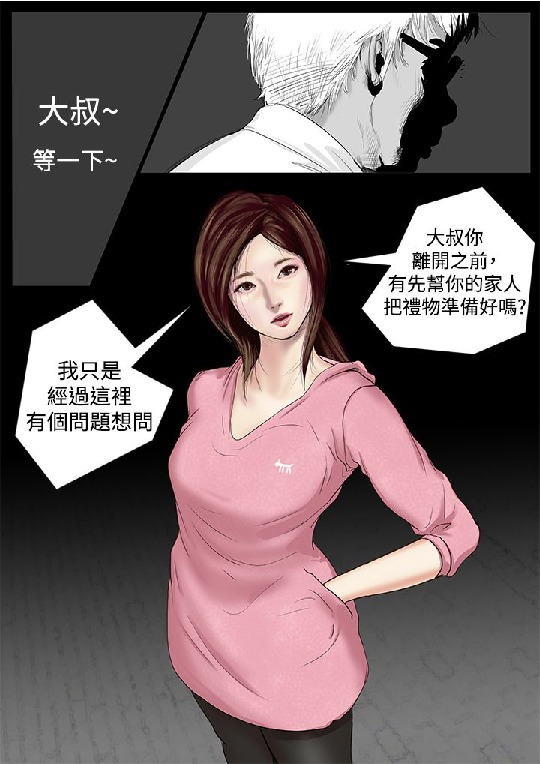 大叔~
等一下~
大叔你
離開之前,
有先幫你的家人
把禮物準備好嗎?
我只是
經過這裡
有個問題想問